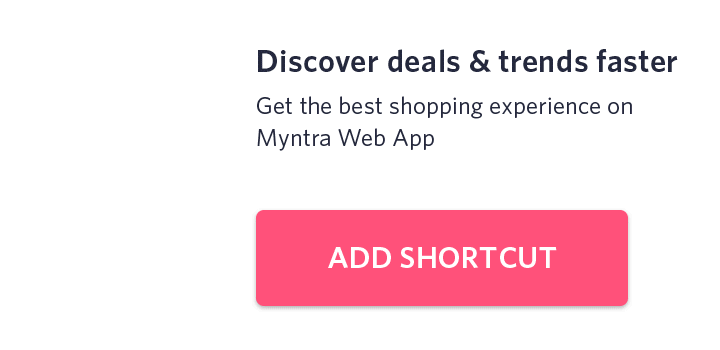 Discover deals & trends faster
Get the best shopping experience on
Myntra Web App
ADD SHORTCUT